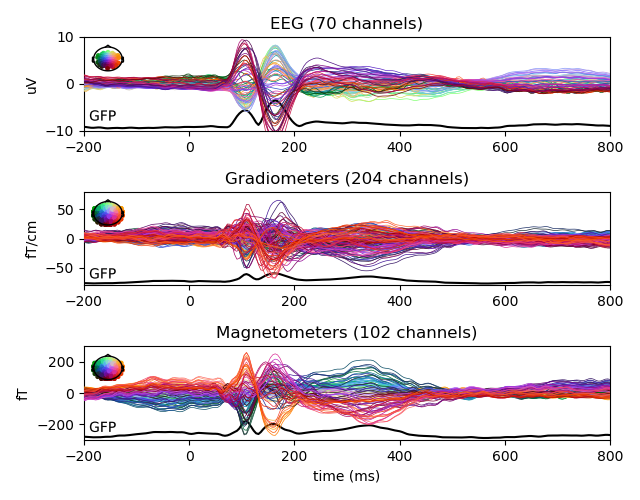 EEG (70 channels)
10
0
−10
uV
GFP
−200 0 200 400 600 800
Gradiometers (204 channels)
50
0
−50
fT/cm
GFP
−200 0 200 400 600 800
Magnetometers (102 channels)
200
0
−200
fT
GFP
−200 0 200 400 600 800
time (ms)